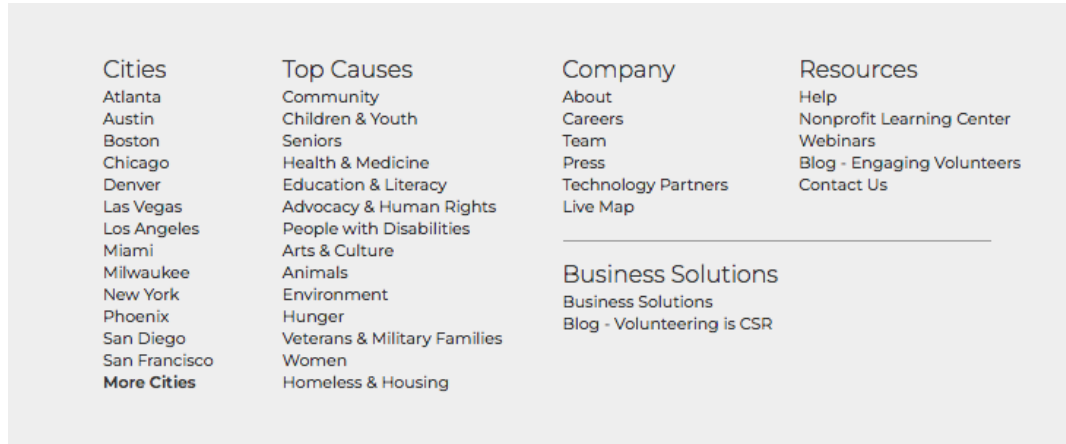 Cities
Atlanta
Austin
Boston
Chicago
Denver
Las Vegas
Los Angeles
Miami
Milwaukee
New York
Phoenix
San Diego
San Francisco
More Cities
Top Causes
Community
Children & Youth
Seniors
Health & Medicine
Education & Literacy
Advocacy & Human Rights
People with Disabilities
Arts & Culture
Animals
Environment
Hunger
Veterans & Military Families
Women
Homeless & Housing
Company
About
Careers
Team
Press
Technology Partners
Live Map
Resources
Help
Nonprofit Learning Center
Webinars
Blog - Engaging Volunteers
Contact Us
Business Solutions
Business Solutions
Blog - Volunteering is CSR